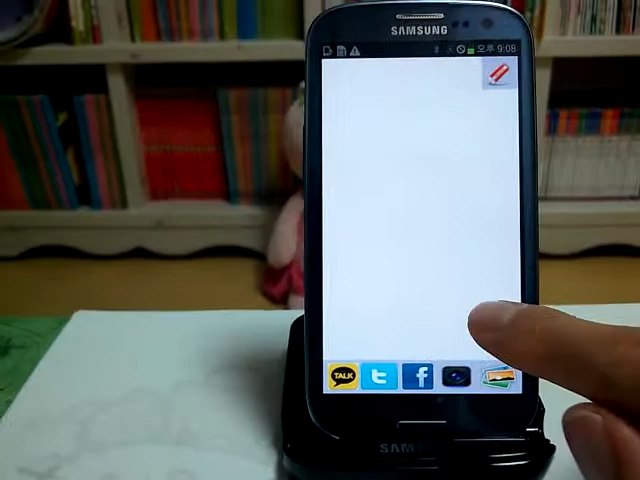 SAMSUNG
오후 9:08
TALK
t
f
SAMSUNG